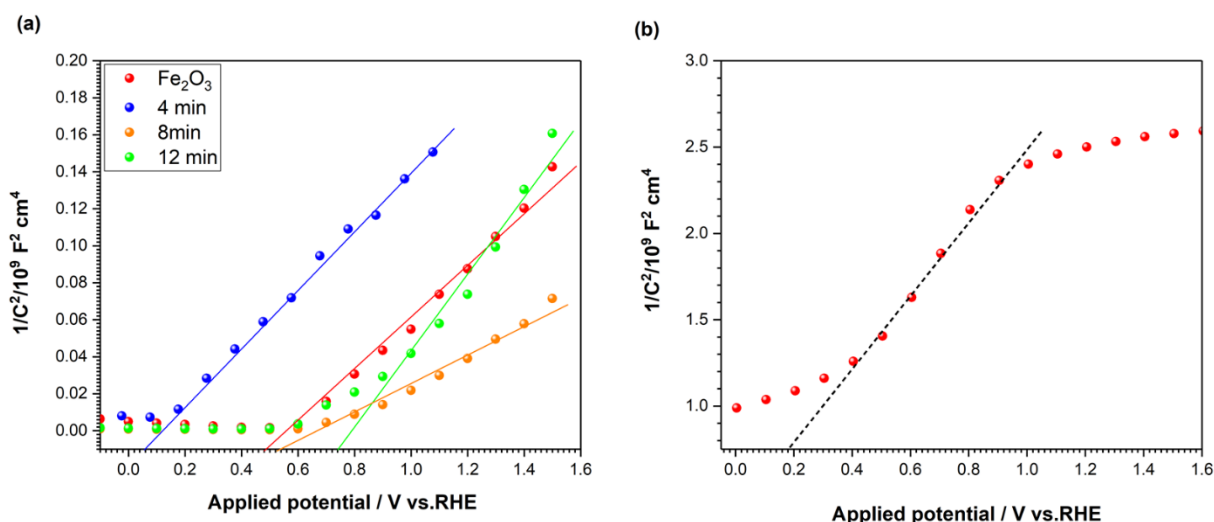 (a)
0.20
0.18
0.16
0.14
0.12
0.10
0.08
0.06
0.04
0.02
0.00
1/C²/10⁹ F² cm⁴
Fe₂O₃
4 min
8min
12 min
0.0 0.2 0.4 0.6 0.8 1.0 1.2 1.4 1.6
Applied potential / V vs.RHE
(b)
3.0
2.5
2.0
1.5
1.0
1/C²/10⁹ F² cm⁴
0.0 0.2 0.4 0.6 0.8 1.0 1.2 1.4 1.6
Applied potential / V vs.RHE